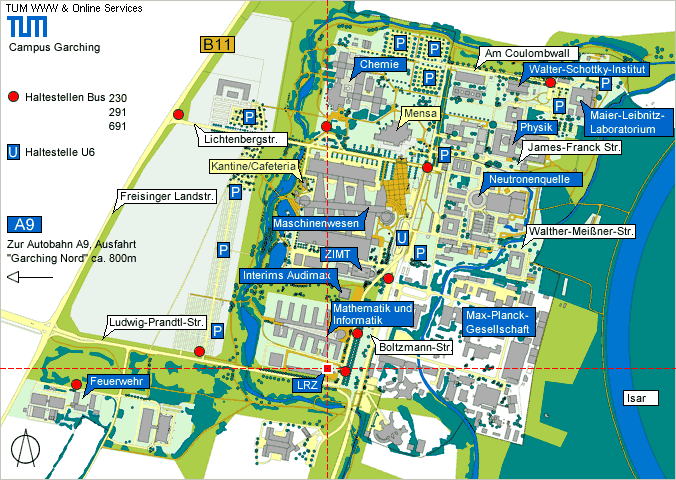 TUM WWW & Online Services
TUM
Campus Garching
B11
Haltestellen Bus 230
291
691
U Haltestelle U6
A9
Zur Autobahn A9, Ausfahrt
"Garching Nord" ca. 800m
P
P
P
P
Am Coulombwall
Chemie
Walter-Schottky-Institut
P
Mensa
Maier-Leibnitz-
Laboratorium
P
Physik
Lichtenbergstr.
James-Franck Str.
P
Kantine/Cafeteria
Neutronenquelle
Freisinger Landstr.
P
Maschinenwesen
Walther-Meißner-Str.
U
P
ZIMT
P
Interims Audimax
Mathematik und
Informatik
Max-Planck-
Gesellschaft
Ludwig-Prandtl-Str.
P
Boltzmann-Str.
Feuerwehr
LRZ
Isar